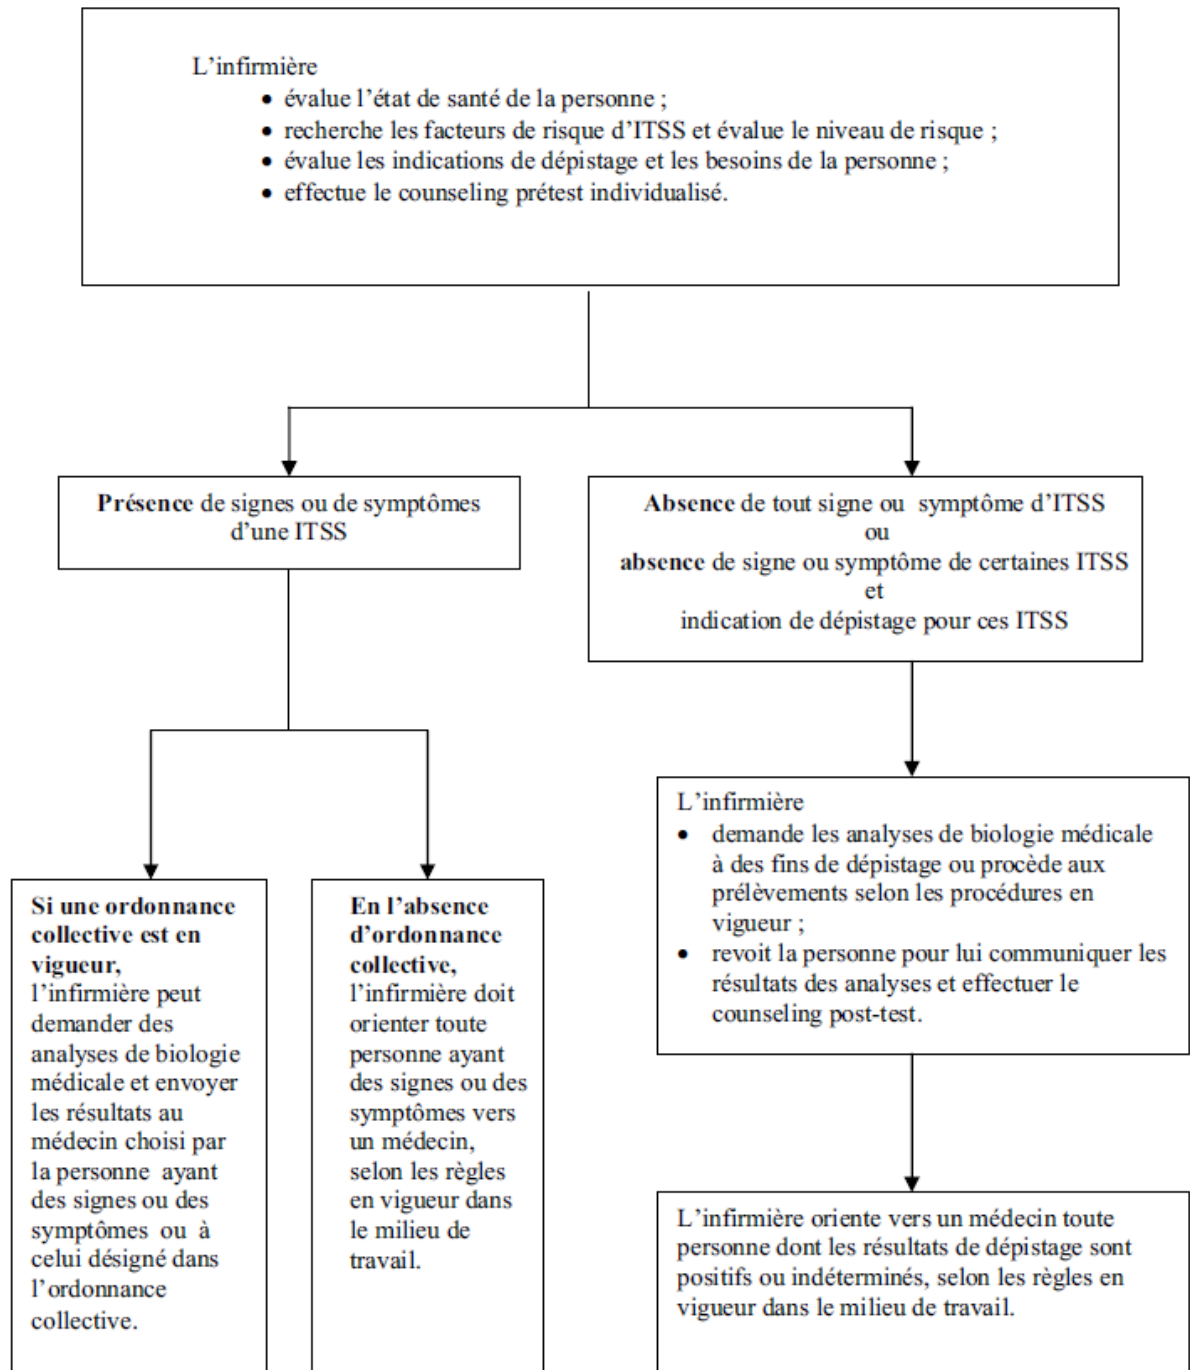 L’infirmière
• évalue l’état de santé de la personne ;
• recherche les facteurs de risque d’ITSS et évalue le niveau de risque ;
• évalue les indications de dépistage et les besoins de la personne ;
• effectue le counseling prétest individualisé.
Présence de signes ou de symptômes
d’une ITSS
Absence de tout signe ou symptôme d’ITSS
ou
absence de signe ou symptôme de certaines ITSS
et
indication de dépistage pour ces ITSS
Si une ordonnance
collective est en
vigueur,
l’infirmière peut
demander des
analyses de biologie
médicale et envoyer
les résultats au
médecin choisi par
la personne ayant
des signes ou des
symptômes ou à
celui désigné dans
l’ordonnance
collective.
En l’absence
d’ordonnance
collective,
l’infirmière doit
orienter toute
personne ayant
des signes ou des
symptômes vers
un médecin,
selon les règles
en vigueur dans
le milieu de
travail.
L’infirmière
• demande les analyses de biologie médicale
à des fins de dépistage ou procède aux
prélèvements selon les procédures en
vigueur ;
• revoit la personne pour lui communiquer les
résultats des analyses et effectuer le
counseling post-test.
L’infirmière oriente vers un médecin toute
personne dont les résultats de dépistage sont
positifs ou indéterminés, selon les règles en
vigueur dans le milieu de travail.